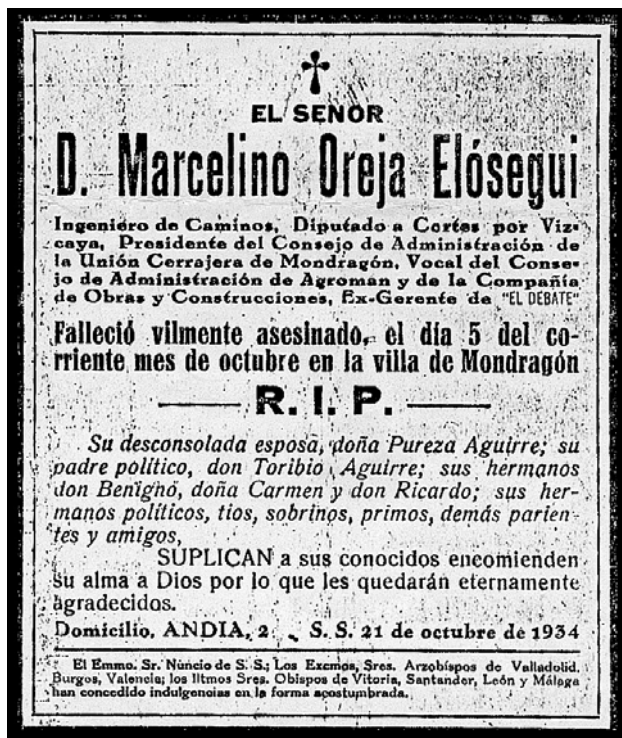 EL SEÑOR
D. Marcelino Oreja Elósegui
Ingeniero de Caminos, Diputado a Cortes por Viz-
caya, Presidente del Consejo de Administración de
la Unión Cerrajera de Mondragón, Vocal del Conse-
jo de Administración de Agroman y de la Compañía
de Obras y Construcciones, Ex-Gerente de "EL DEBATE"
Falleció vilmente asesinado, el día 5 del co-
rriente mes de octubre en la villa de Mondragón
R. I. P.
Su desconsolada esposa, doña Pureza Aguirre; su
padre político, don Toribio Aguirre; sus hermanos
don Benigno, doña Carmen y don Ricardo; sus her-
manos políticos, tios, sobrinos, primos, demás parien-
tes y amigos,
SUPLICAN a sus conocidos encomienden
su alma a Dios por lo que les quedarán eternamente
agradecidos.
Domicilio, ANDIA, 2 S. S. 21 de octubre de 1934
El Emmo. Sr. Nuncio de S. S.; Los Excmos, Sres. Arzobispos de Valladolid,
Burgos, Valencia; los Iltmos Sres. Obispos de Vitoria, Santander, León y Málaga
han concedido indulgencias en la forma acostumbrada.